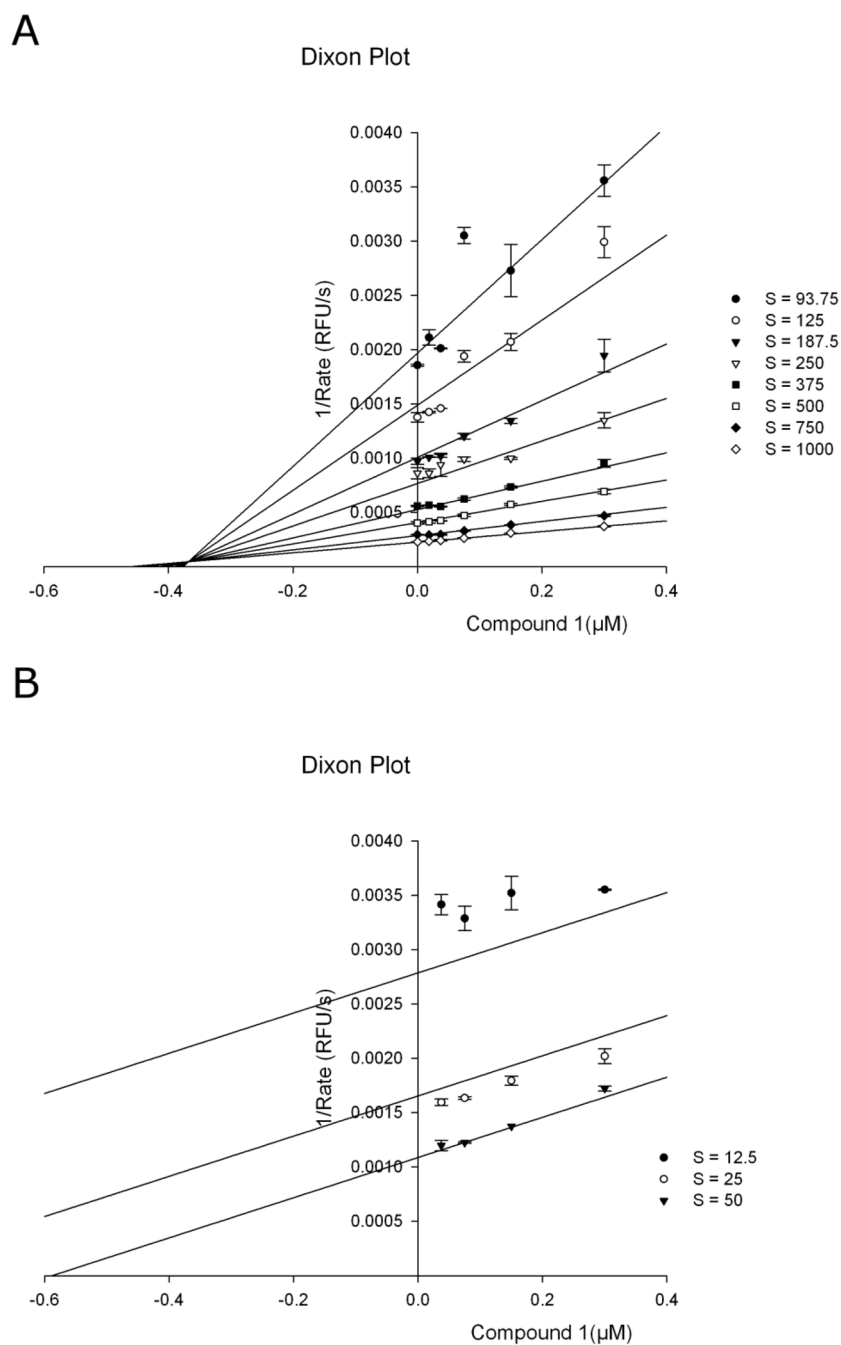 A
Dixon Plot
0.0040
0.0035
0.0030
0.0025
0.0020
0.0015
0.0010
0.0005
1/Rate (RFU/s)
-0.6 -0.4 -0.2 0.0 0.2 0.4
Compound 1(µM)
S = 93.75
S = 125
S = 187.5
S = 250
S = 375
S = 500
S = 750
S = 1000
B
Dixon Plot
0.0040
0.0035
0.0030
0.0025
0.0020
0.0015
0.0010
0.0005
1/Rate (RFU/s)
S = 12.5
S = 25
S = 50
-0.6 -0.4 -0.2 0.0 0.2 0.4
Compound 1(µM)